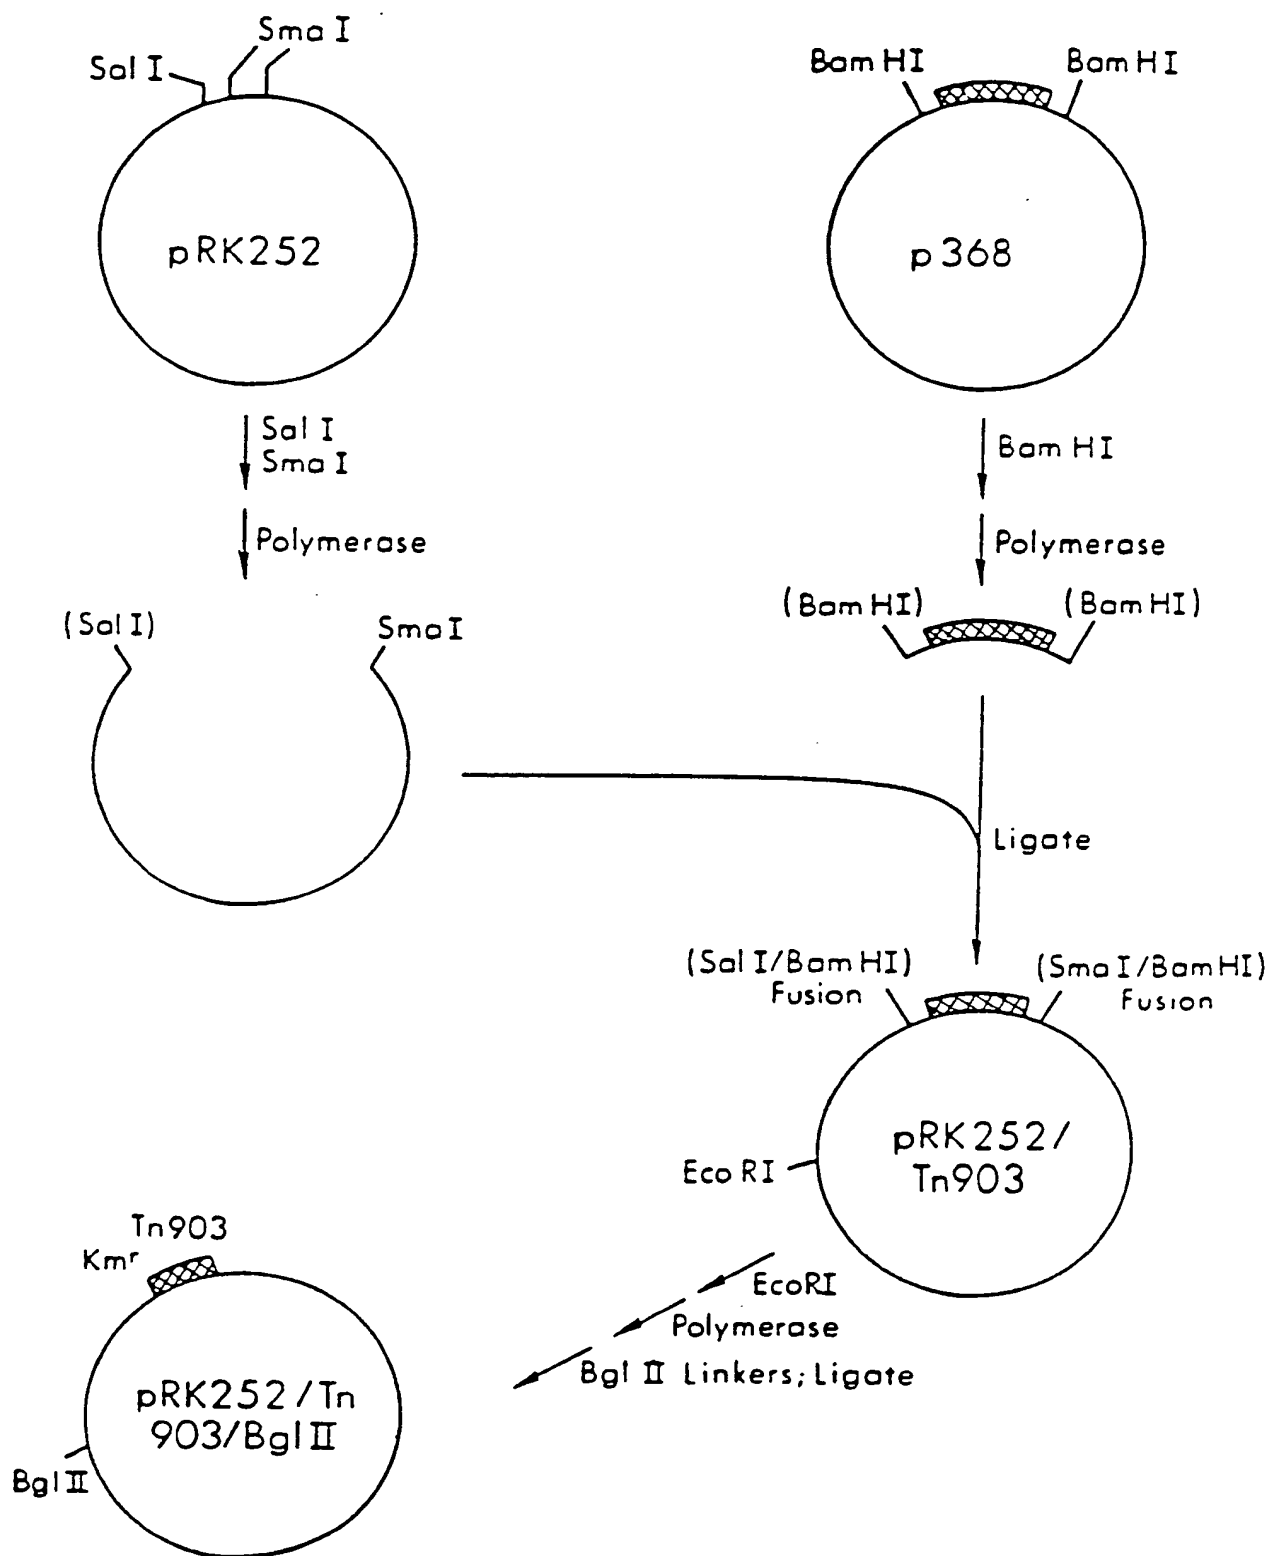 Sma I
Sal I
pRK252
Bam HI
Bam HI
p368
Sal I
Sma I
Polymerase
Bam HI
Polymerase
(Sal I)
Sma I
(Bam HI)
(Bam HI)
Ligate
(Sal I/Bam HI)
Fusion
(Sma I/Bam HI)
Fusion
pRK252/
Tn903
Eco RI
EcoRI
Polymerase
Bgl II Linkers; Ligate
Tn903
Kmʳ
pRK252/Tn
903/Bgl II
Bgl II